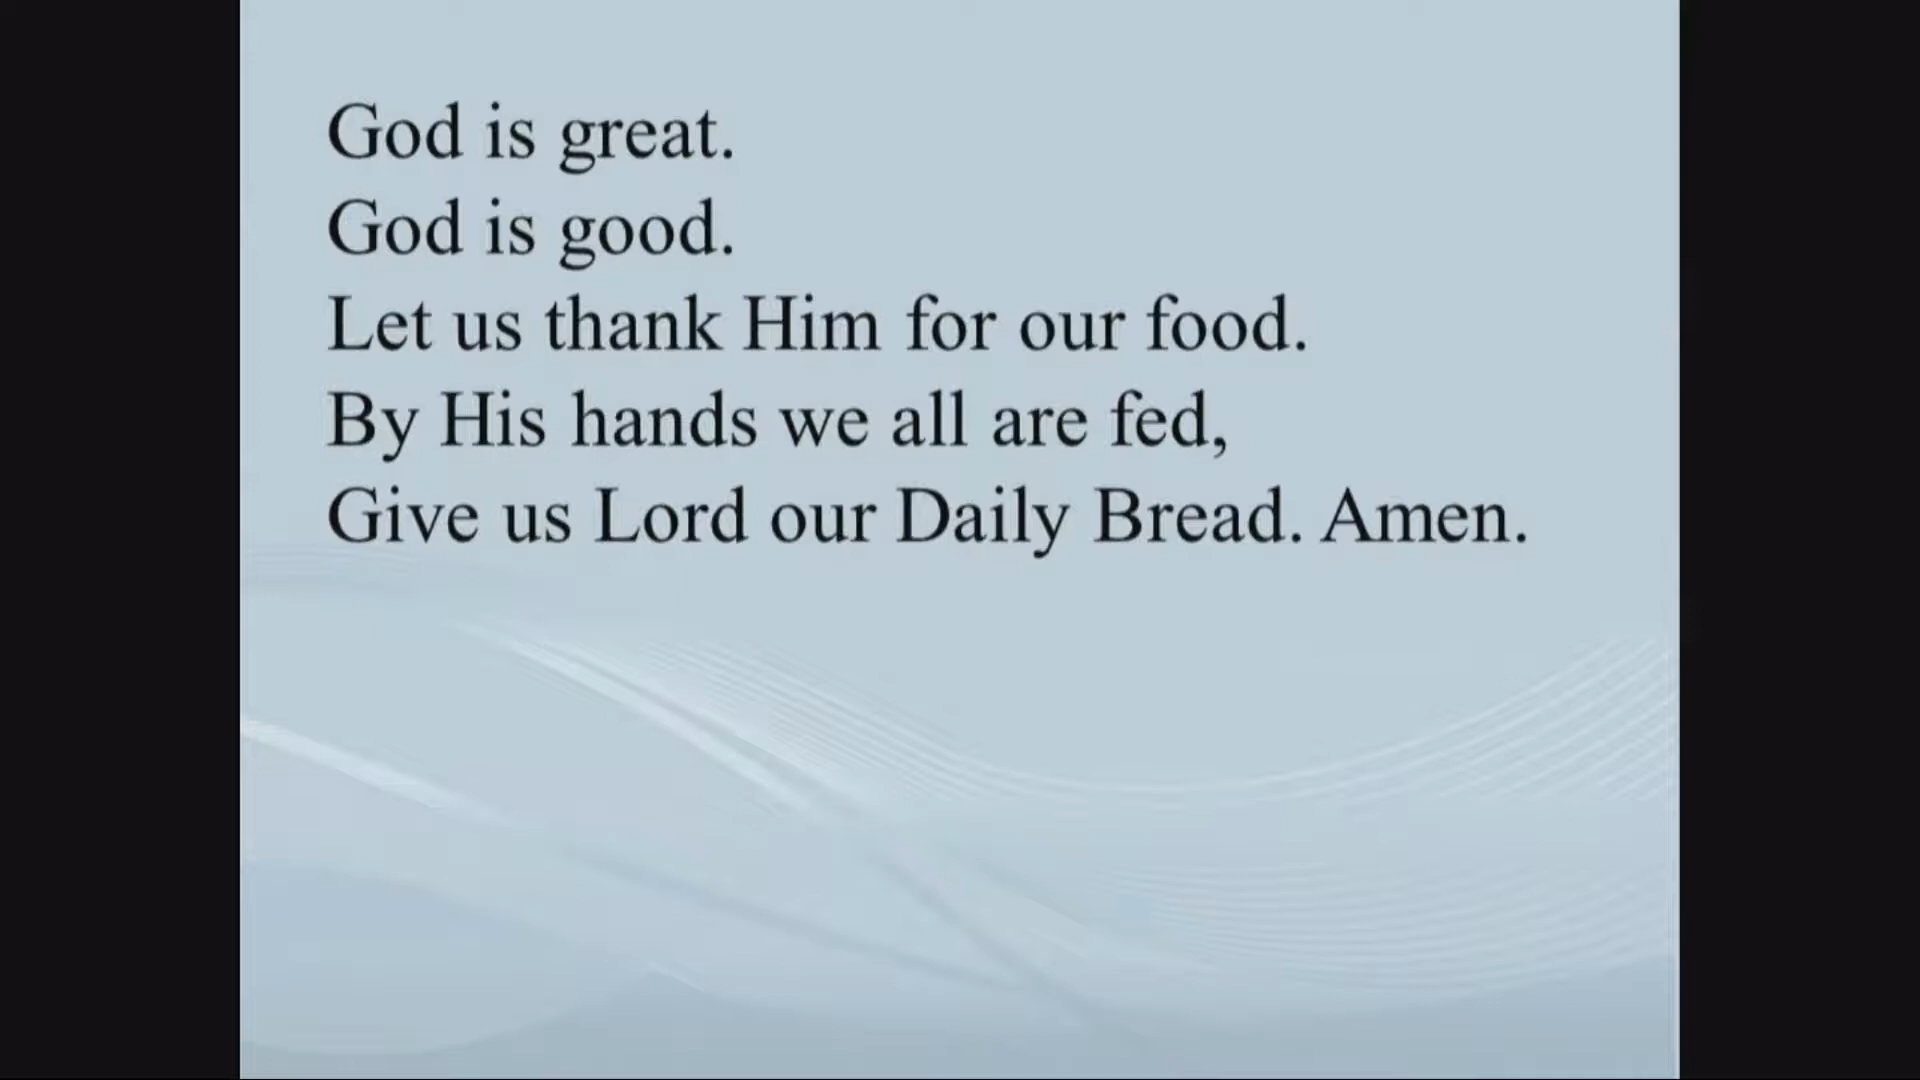 God is great.
God is good.
Let us thank Him for our food.
By His hands we all are fed,
Give us Lord our Daily Bread. Amen.